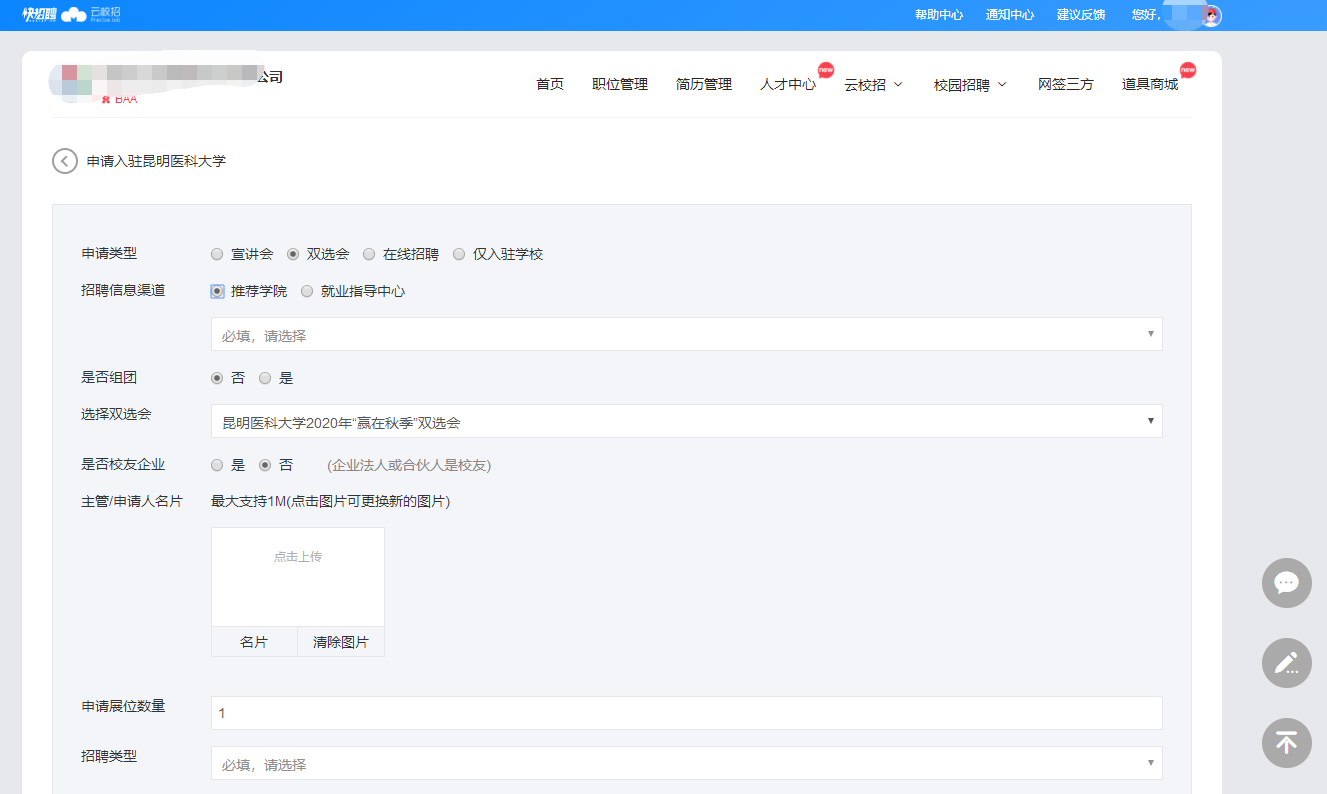 快招聘 云校招 帮助中心 通知中心 建议反馈 您好,
公司
BAA
首页 职位管理 简历管理 人才中心 new 云校招 校园招聘 网签三方 道具商城 new
申请入驻昆明医科大学
申请类型 宣讲会 双选会 在线招聘 仅入驻学校
招聘信息渠道 推荐学院 就业指导中心
必填，请选择
是否组团 否 是
选择双选会 昆明医科大学2020年“赢在秋季”双选会
是否校友企业 是 否 (企业法人或合伙人是校友)
主管/申请人名片 最大支持1M(点击图片可更换新的图片)
点击上传
名片 清除图片
申请展位数量 1
招聘类型 必填，请选择